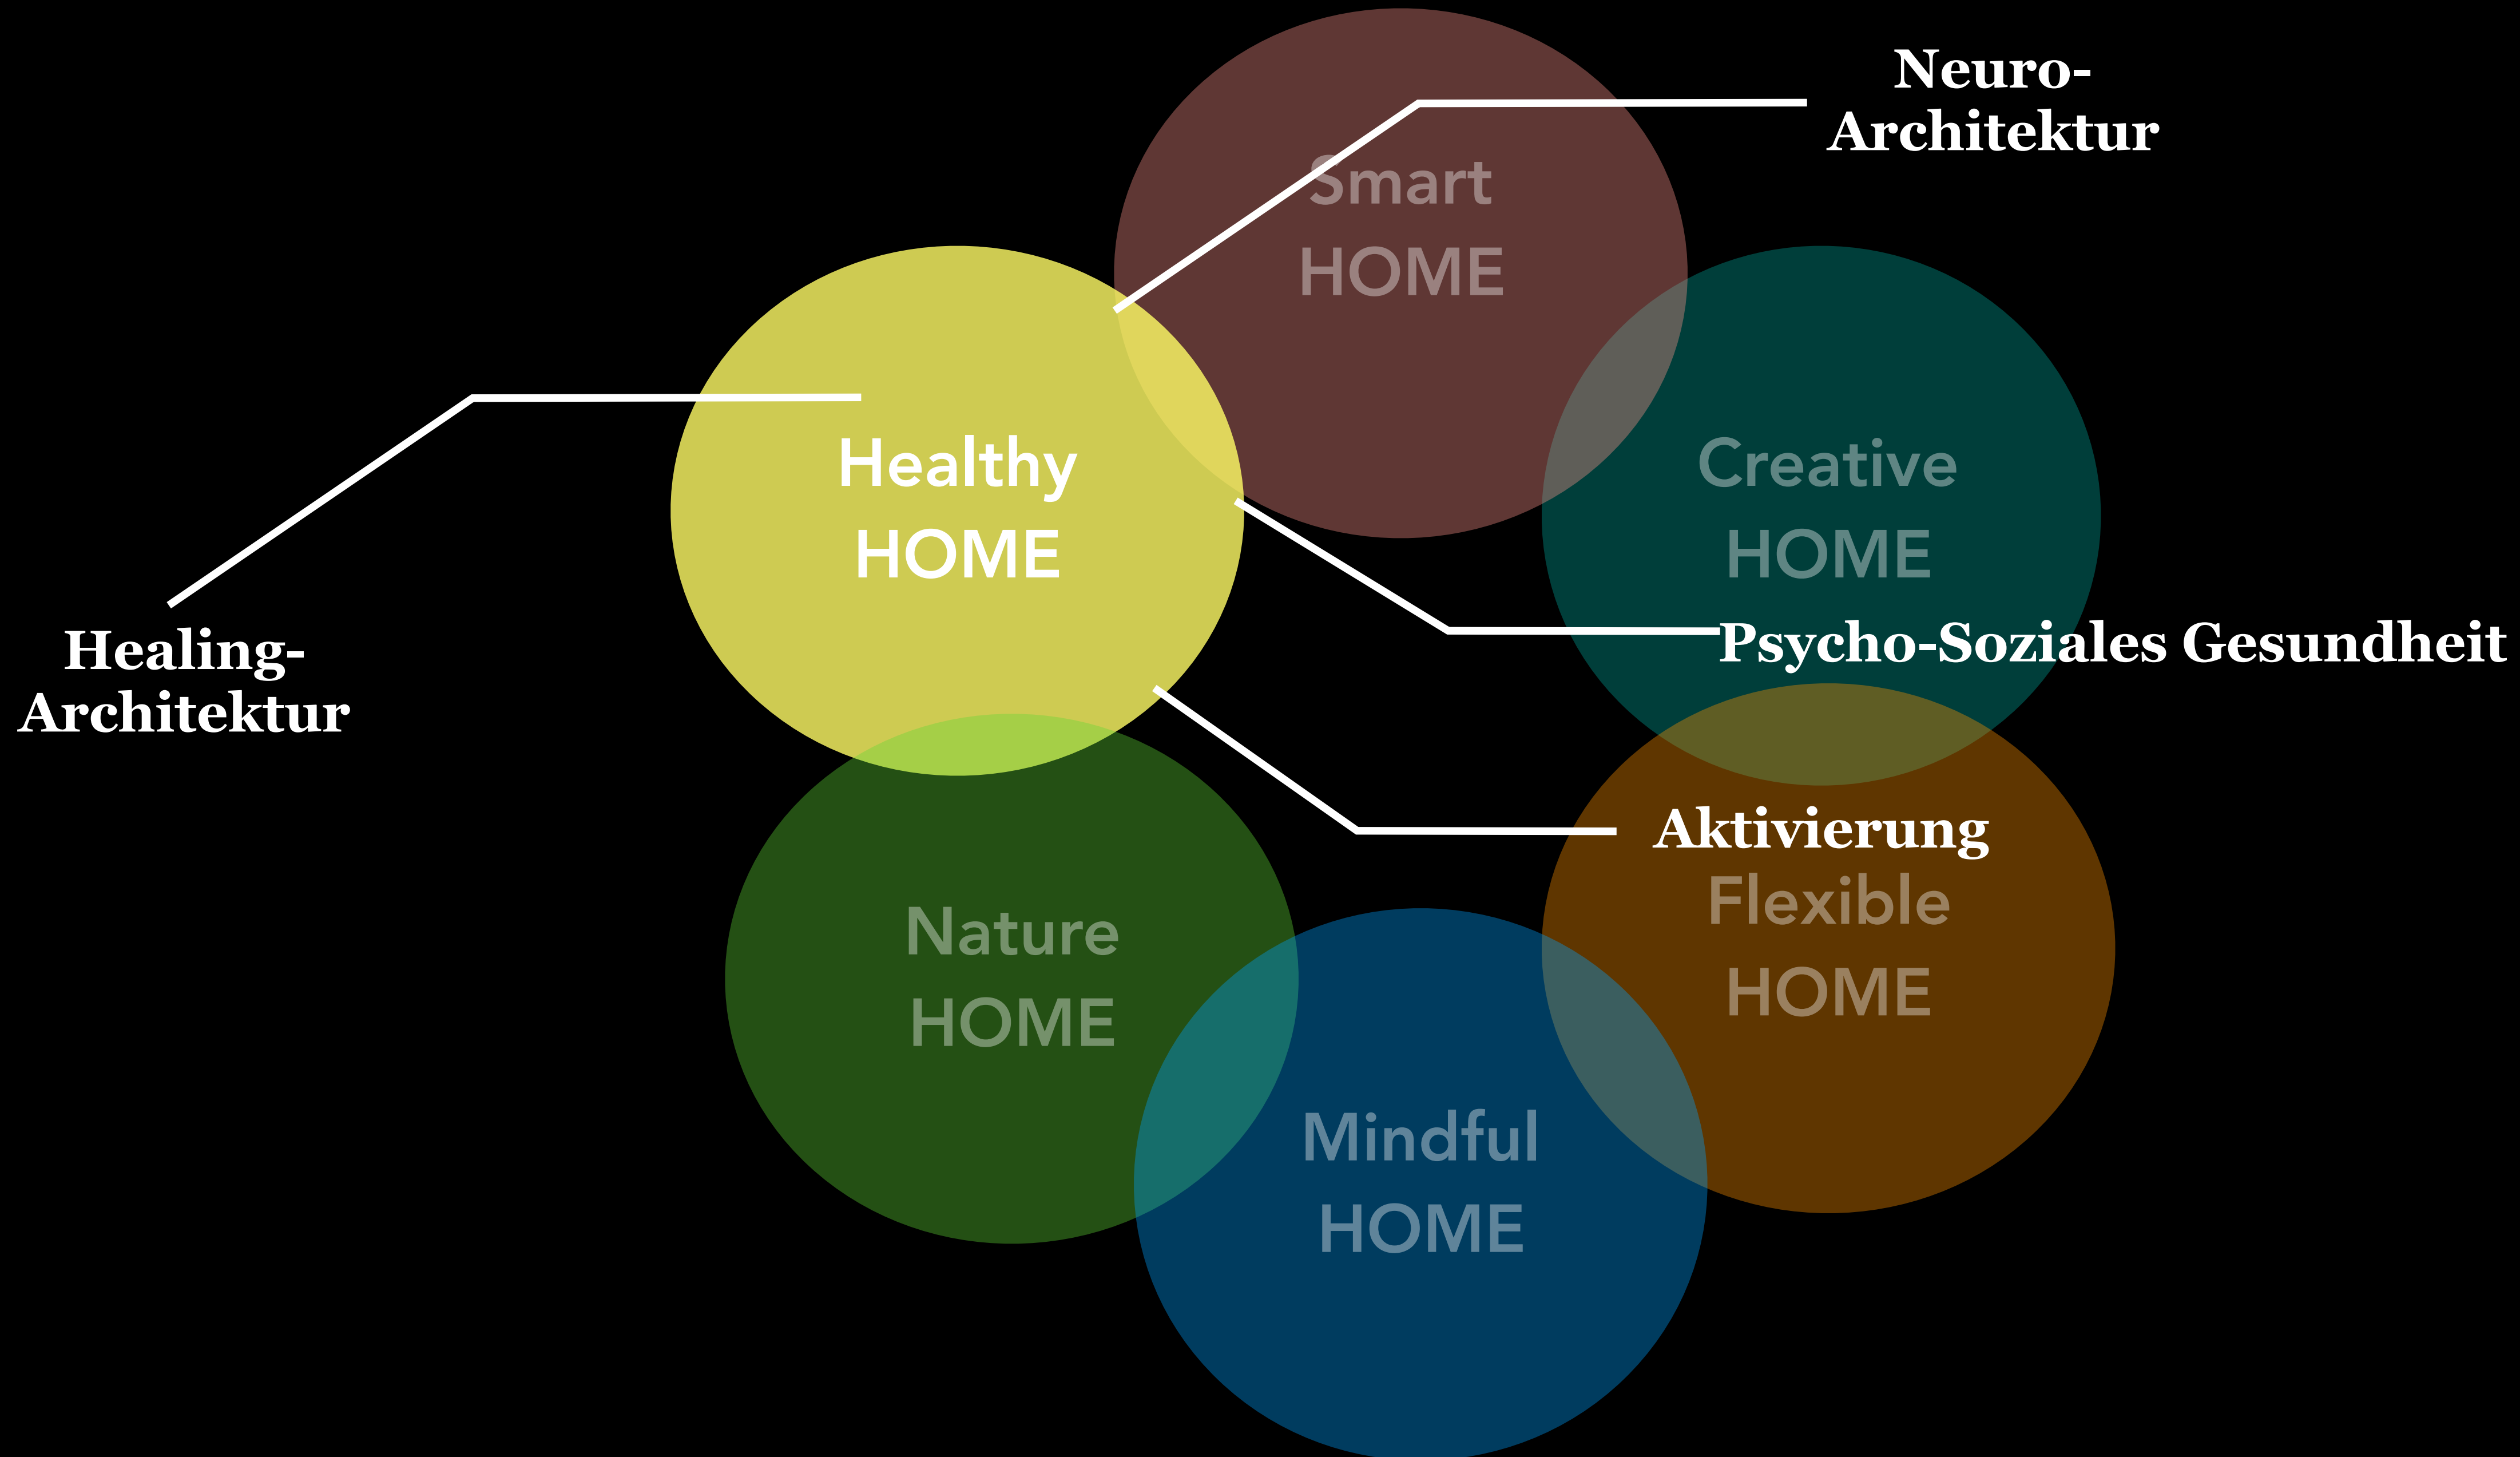 Neuro-
Architektur
Smart
HOME
Healthy
HOME
Creative
HOME
Healing-
Architektur
Psycho-Soziales Gesundheit
Aktivierung
Flexible
HOME
Nature
HOME
Mindful
HOME